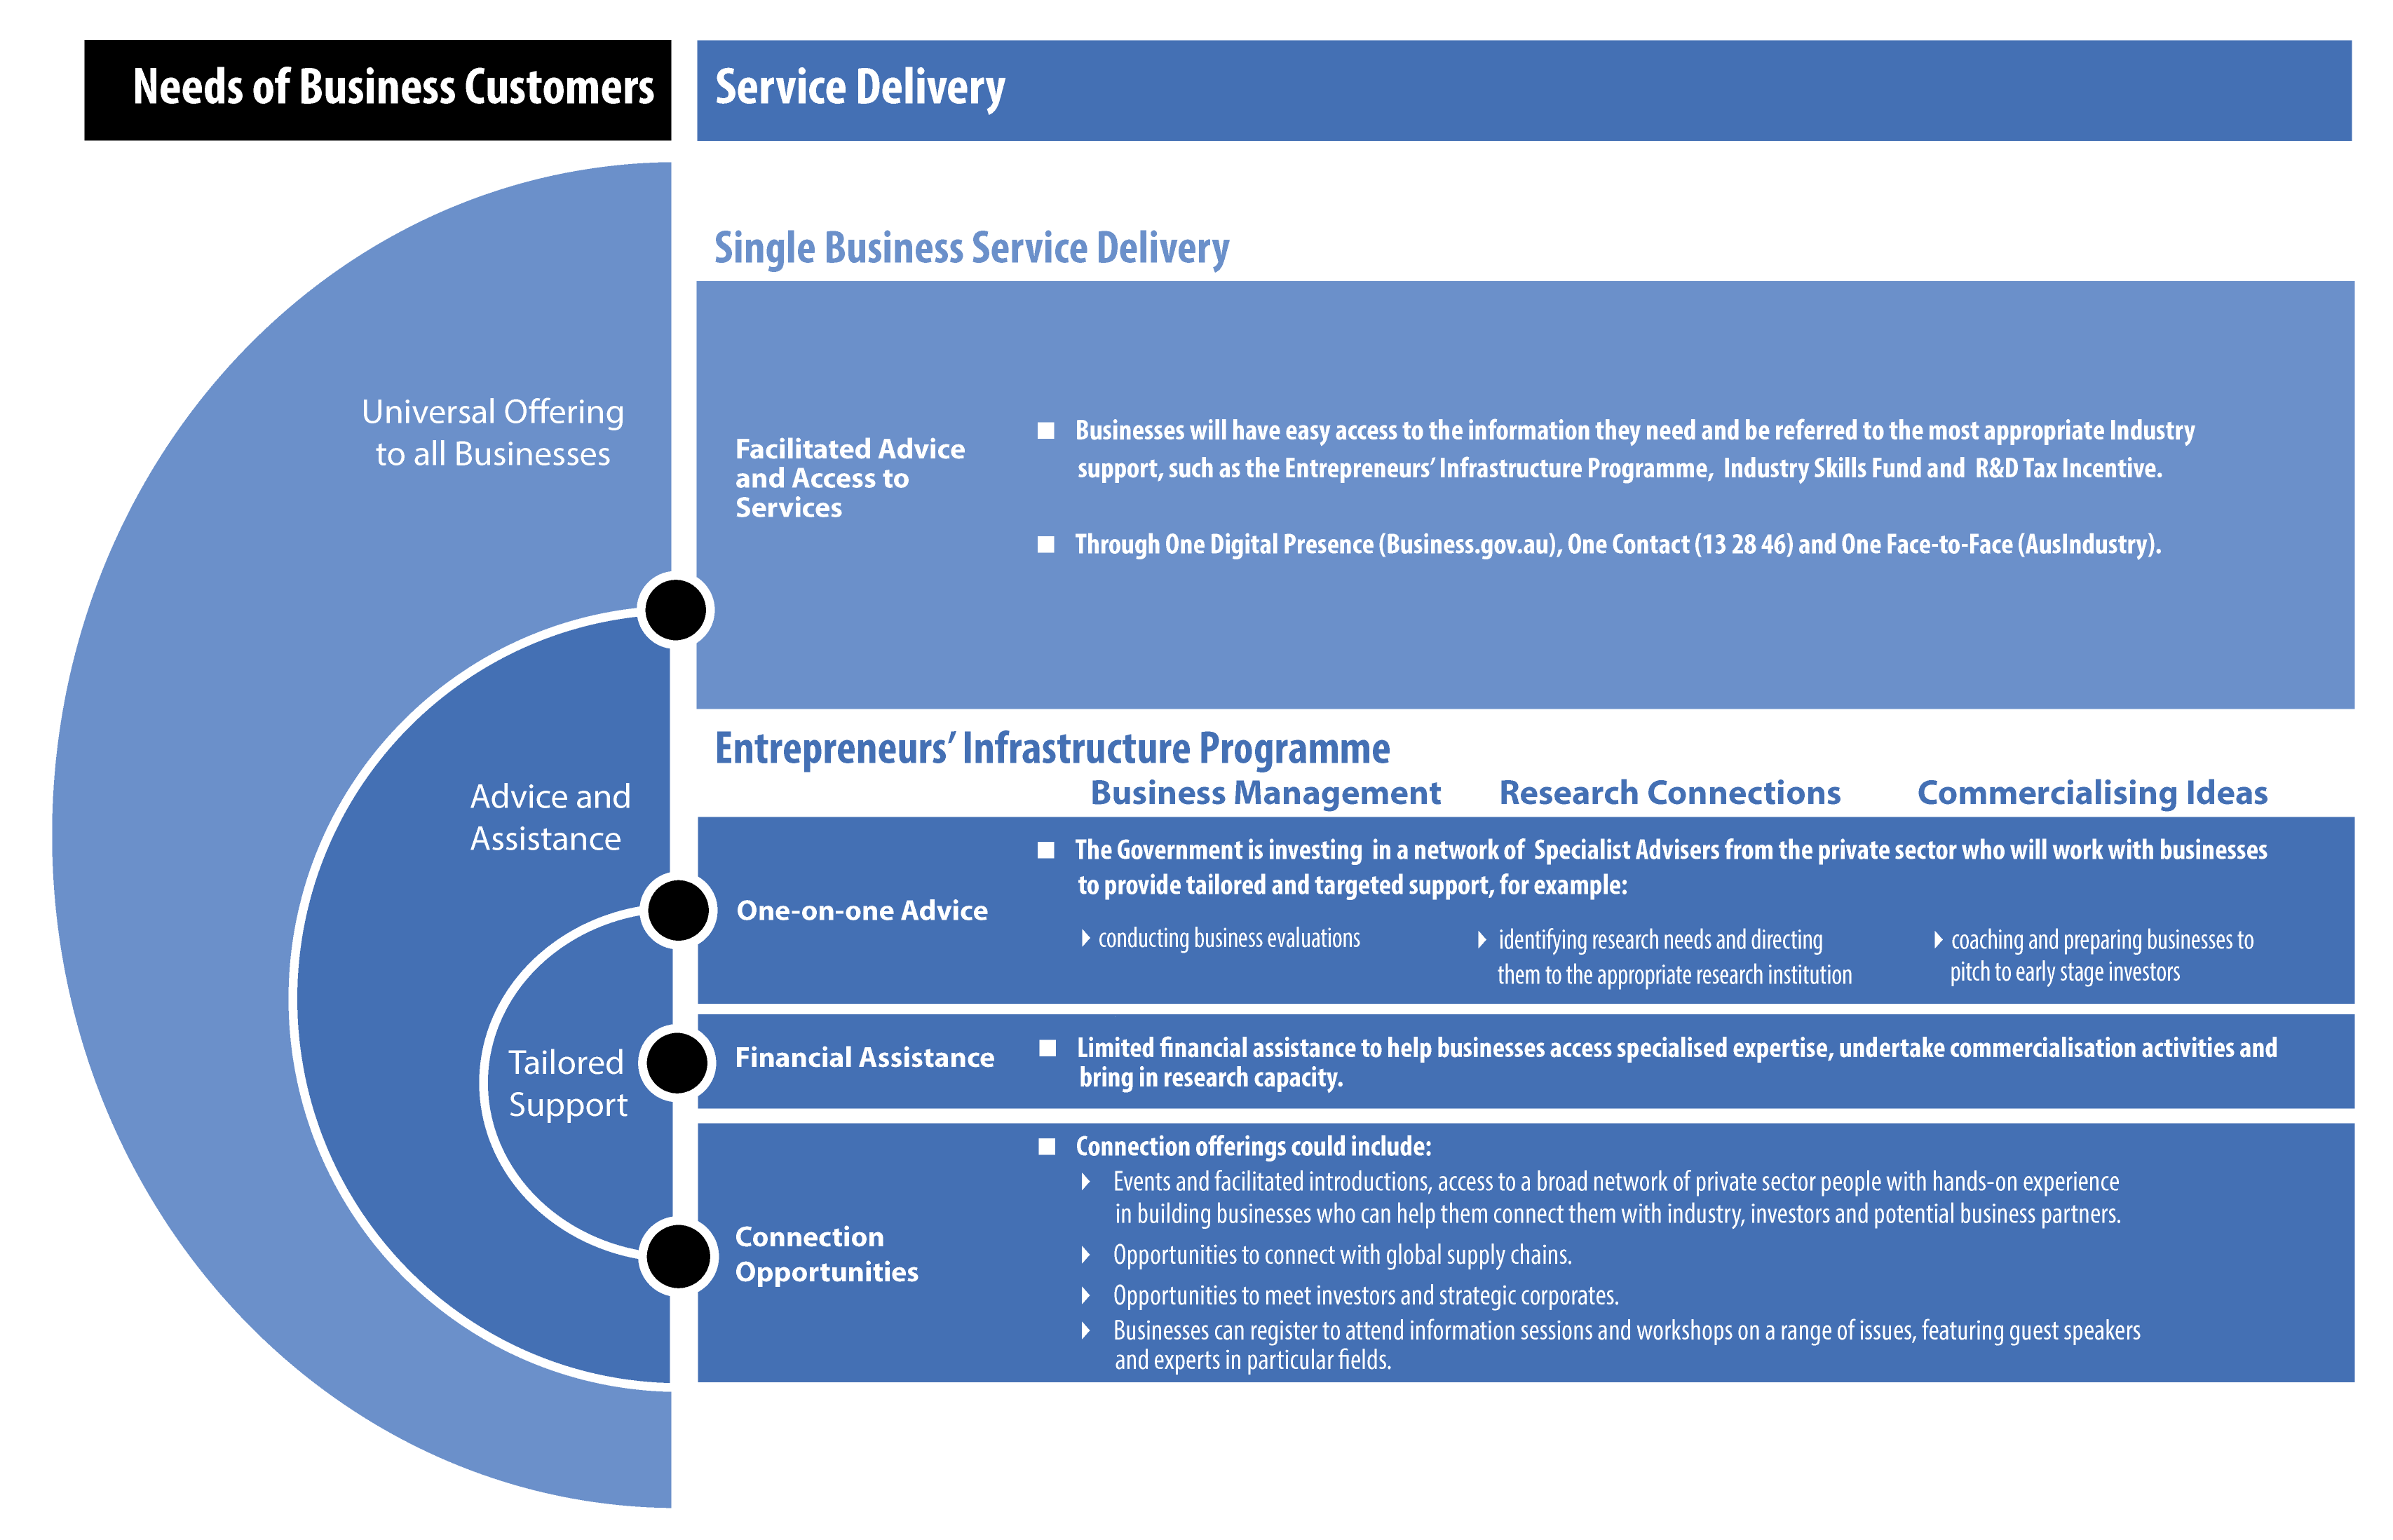 Needs of Business Customers
Service Delivery
Single Business Service Delivery
Universal Offering
to all Businesses
Facilitated Advice
and Access to
Services
■ Businesses will have easy access to the information they need and be referred to the most appropriate Industry
support, such as the Entrepreneurs’ Infrastructure Programme, Industry Skills Fund and R&D Tax Incentive.
■ Through One Digital Presence (Business.gov.au), One Contact (13 28 46) and One Face-to-Face (AusIndustry).
Entrepreneurs’ Infrastructure Programme
Business Management
Research Connections
Commercialising Ideas
Advice and
Assistance
One-on-one Advice
■ The Government is investing in a network of Specialist Advisers from the private sector who will work with businesses
to provide tailored and targeted support, for example:
conducting business evaluations
identifying research needs and directing
them to the appropriate research institution
coaching and preparing businesses to
pitch to early stage investors
Tailored
Support
Financial Assistance
■ Limited financial assistance to help businesses access specialised expertise, undertake commercialisation activities and
bring in research capacity.
Connection
Opportunities
■ Connection offerings could include:
Events and facilitated introductions, access to a broad network of private sector people with hands-on experience
in building businesses who can help them connect them with industry, investors and potential business partners.
Opportunities to connect with global supply chains.
Opportunities to meet investors and strategic corporates.
Businesses can register to attend information sessions and workshops on a range of issues, featuring guest speakers
and experts in particular fields.